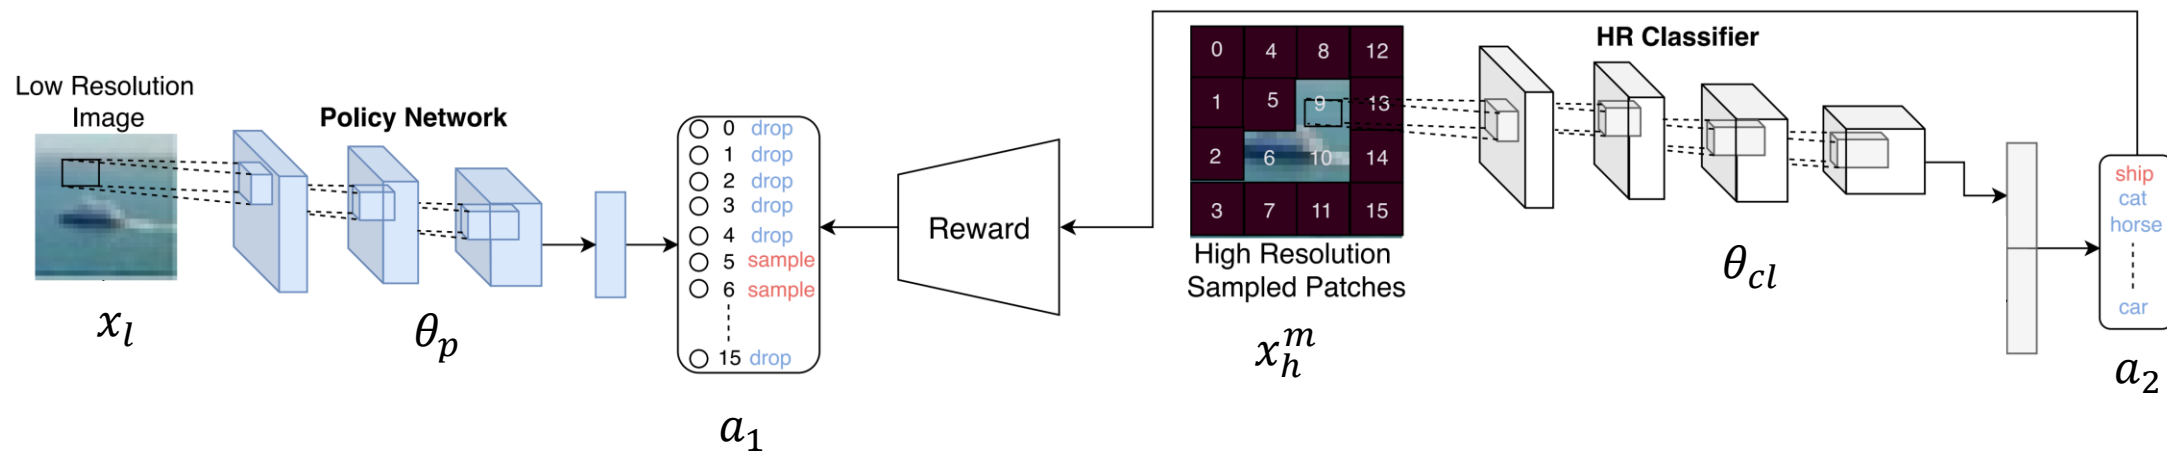 Low Resolution
Image
x_l
Policy Network
θ_p
0 drop
1 drop
2 drop
3 drop
4 drop
5 sample
6 sample
15 drop
a_1
Reward
0 4 8 12
1 5 9 13
2 6 10 14
3 7 11 15
High Resolution
Sampled Patches
x_h^m
HR Classifier
θ_cl
ship
cat
horse
car
a_2